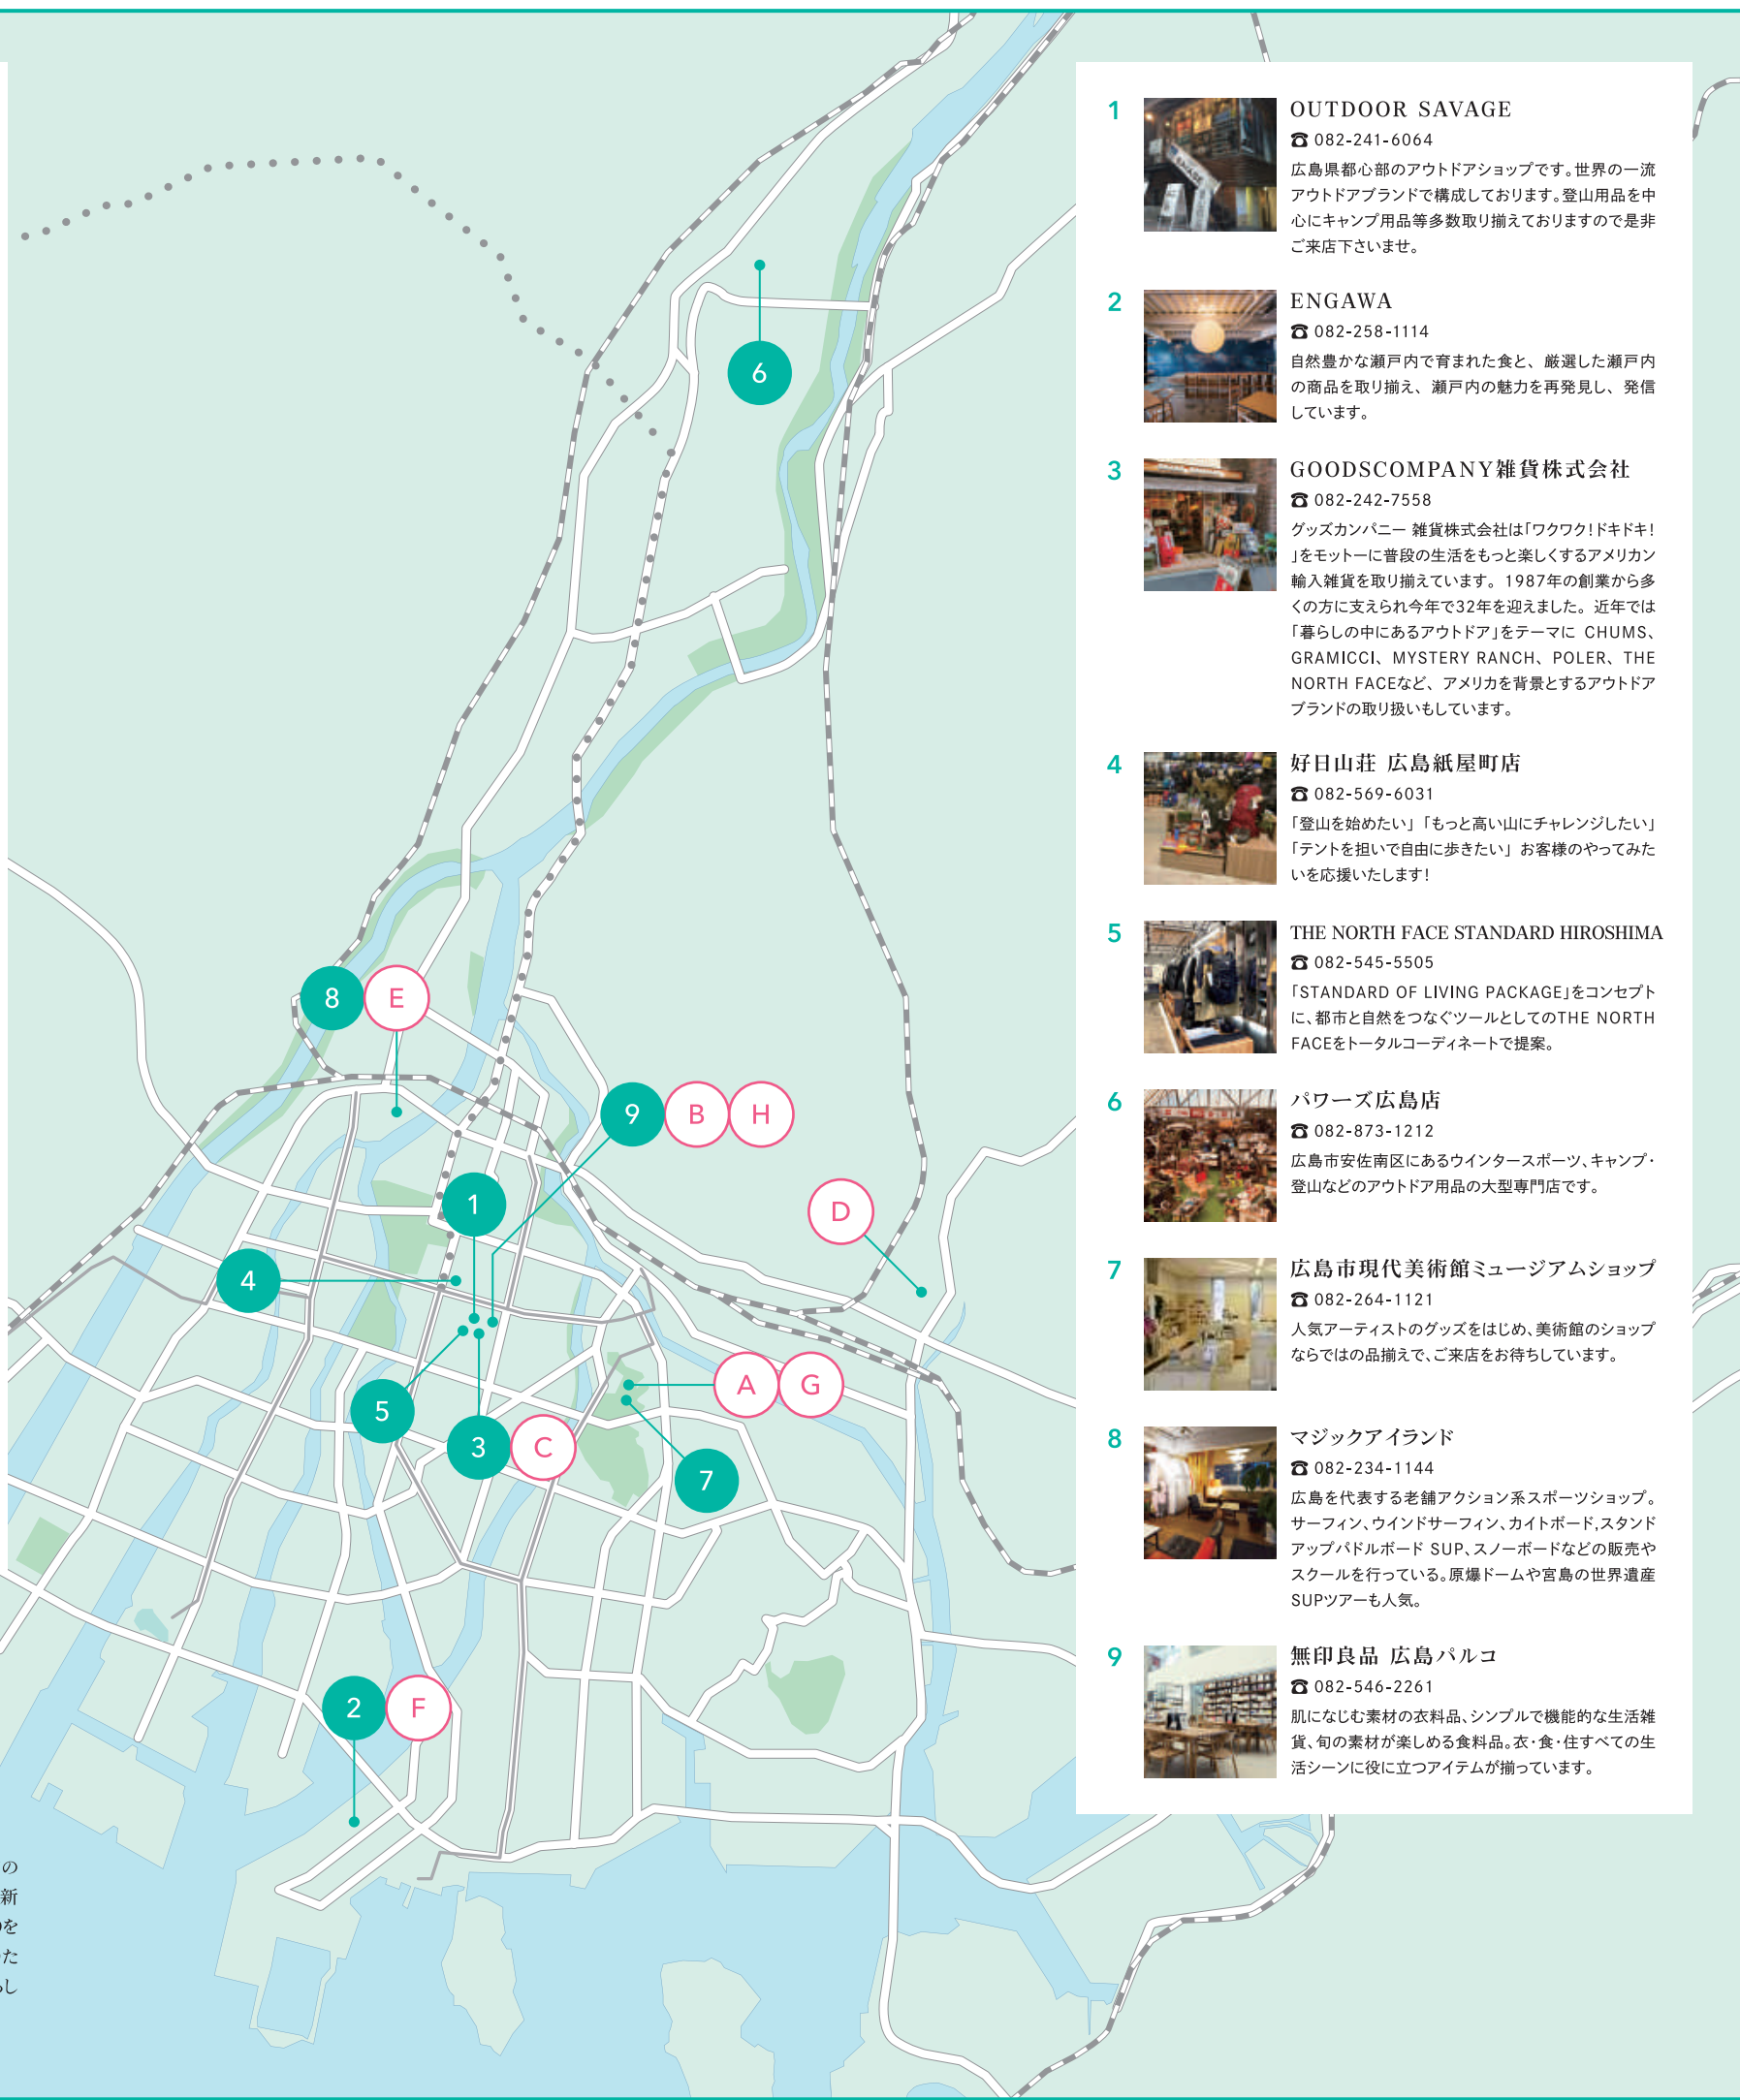 6
8
E
9
B
H
1
D
4
A
G
5
3
C
7
2
F
の
新
を
た
し
1
OUTDOOR SAVAGE
☎ 082-241-6064
広島県都心部のアウトドアショップです。世界の一流
アウトドアブランドで構成しております。登山用品を中
心にキャンプ用品等多数取り揃えておりますので是非
ご来店下さいませ。
2
ENGAWA
☎ 082-258-1114
自然豊かな瀬戸内で育まれた食と、厳選した瀬戸内
の商品を取り揃え、瀬戸内の魅力を再発見し、発信
しています。
3
GOODSCOMPANY雑貨株式会社
☎ 082-242-7558
グッズカンパニー 雑貨株式会社は「ワクワク!ドキドキ!
」をモットーに普段の生活をもっと楽しくするアメリカン
輸入雑貨を取り揃えています。1987年の創業から多
くの方に支えられ今年で32年を迎えました。近年では
「暮らしの中にあるアウトドア」をテーマに CHUMS、
GRAMICCI、MYSTERY RANCH、POLER、THE
NORTH FACEなど、アメリカを背景とするアウトドア
ブランドの取り扱いもしています。
4
好日山荘 広島紙屋町店
☎ 082-569-6031
「登山を始めたい」「もっと高い山にチャレンジしたい」
「テントを担いで自由に歩きたい」お客様のやってみた
いを応援いたします!
5
THE NORTH FACE STANDARD HIROSHIMA
☎ 082-545-5505
「STANDARD OF LIVING PACKAGE」をコンセプト
に、都市と自然をつなぐツールとしてのTHE NORTH
FACEをトータルコーディネートで提案。
6
パワーズ広島店
☎ 082-873-1212
広島市安佐南区にあるウインタースポーツ、キャンプ・
登山などのアウトドア用品の大型専門店です。
7
広島市現代美術館ミュージアムショップ
☎ 082-264-1121
人気アーティストのグッズをはじめ、美術館のショップ
ならではの品揃えで、ご来店をお待ちしています。
8
マジックアイランド
☎ 082-234-1144
広島を代表する老舗アクション系スポーツショップ。
サーフィン、ウインドサーフィン、カイトボード,スタンド
アップパドルボード SUP、スノーボードなどの販売や
スクールを行っている。原爆ドームや宮島の世界遺産
SUPツアーも人気。
9
無印良品 広島パルコ
☎ 082-546-2261
肌になじむ素材の衣料品、シンプルで機能的な生活雑
貨、旬の素材が楽しめる食料品。衣・食・住すべての生
活シーンに役に立つアイテムが揃っています。